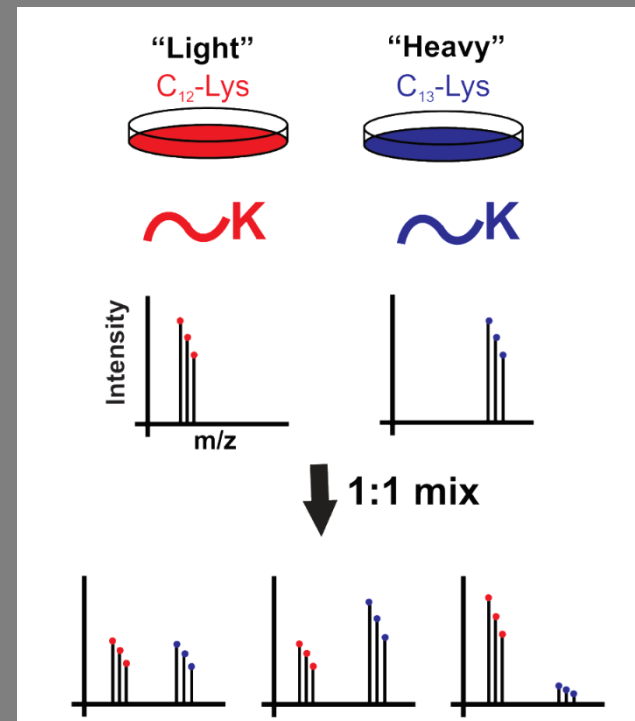 “Light”
C₁₂-Lys
“Heavy”
C₁₃-Lys
K
K
Intensity
m/z
1:1 mix